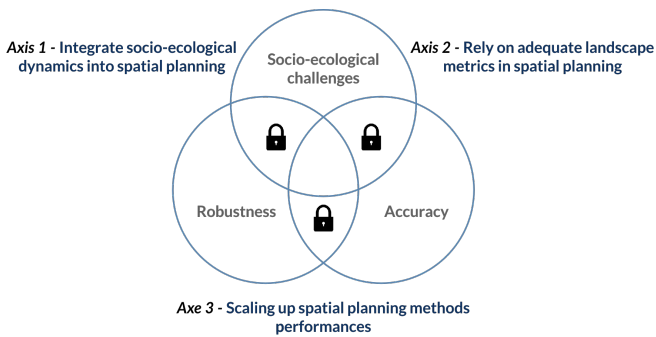 Axis 1 - Integrate socio-ecological
dynamics into spatial planning
Axis 2 - Rely on adequate landscape
metrics in spatial planning
Socio-ecological
challenges
Robustness
Accuracy
Axe 3 - Scaling up spatial planning methods
performances